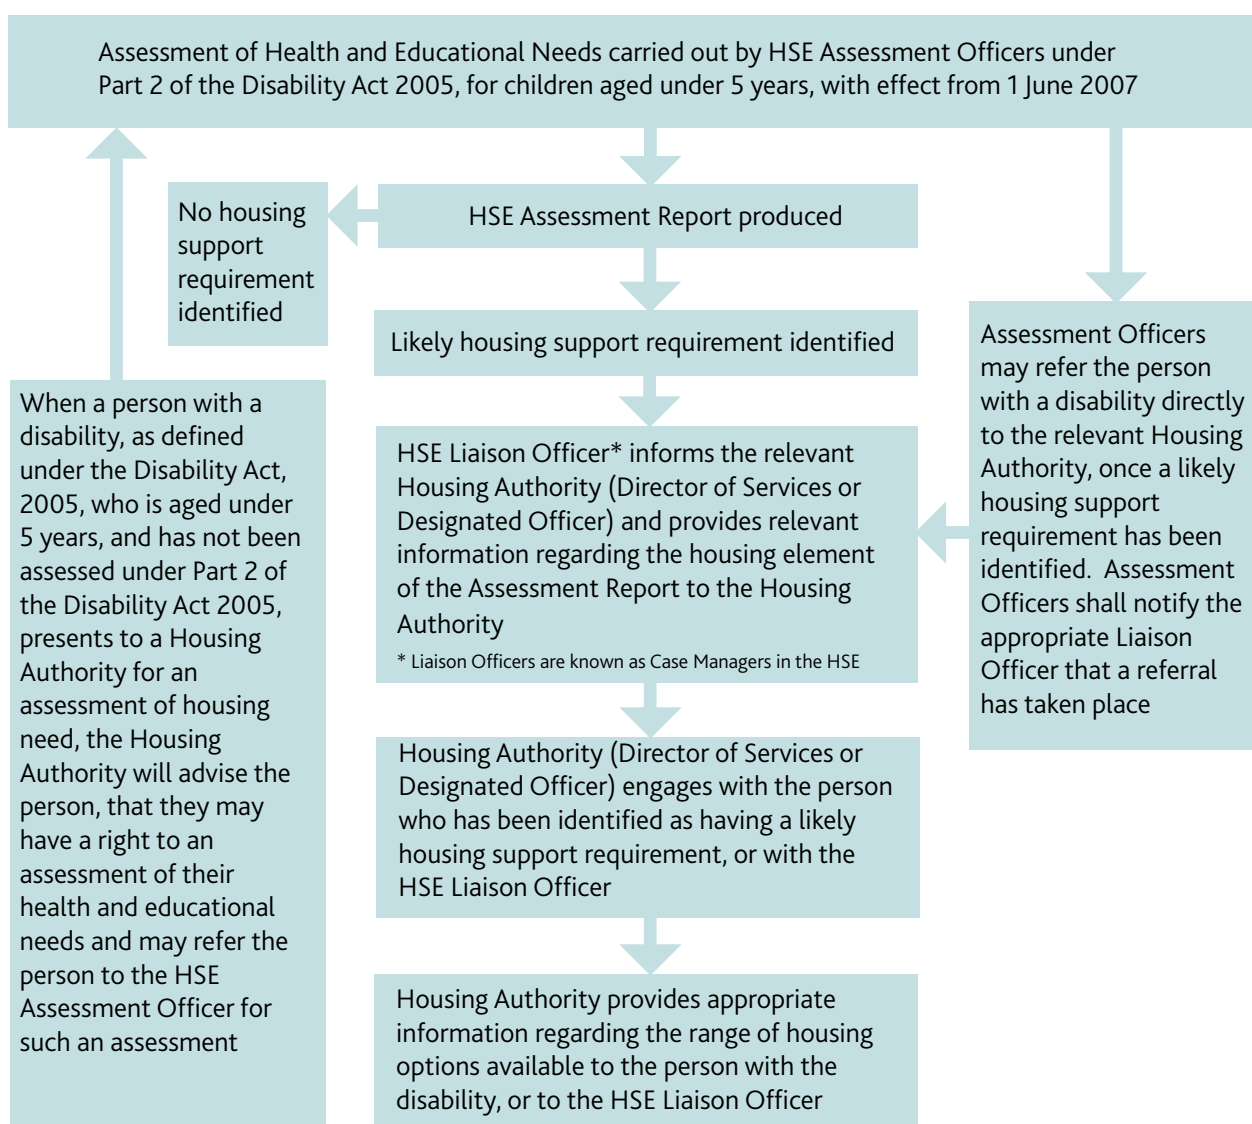 Assessment of Health and Educational Needs carried out by HSE Assessment Officers under
Part 2 of the Disability Act 2005, for children aged under 5 years, with effect from 1 June 2007
No housing
support
requirement
identified
HSE Assessment Report produced
Likely housing support requirement identified
When a person with a
disability, as defined
under the Disability Act,
2005, who is aged under
5 years, and has not been
assessed under Part 2 of
the Disability Act 2005,
presents to a Housing
Authority for an
assessment of housing
need, the Housing
Authority will advise the
person, that they may
have a right to an
assessment of their
health and educational
needs and may refer the
person to the HSE
Assessment Officer for
such an assessment
HSE Liaison Officer* informs the relevant
Housing Authority (Director of Services or
Designated Officer) and provides relevant
information regarding the housing element
of the Assessment Report to the Housing
Authority
* Liaison Officers are known as Case Managers in the HSE
Assessment Officers
may refer the person
with a disability directly
to the relevant Housing
Authority, once a likely
housing support
requirement has been
identified.  Assessment
Officers shall notify the
appropriate Liaison
Officer that a referral
has taken place
Housing Authority (Director of Services or
Designated Officer) engages with the person
who has been identified as having a likely
housing support requirement, or with the
HSE Liaison Officer
Housing Authority provides appropriate
information regarding the range of housing
options available to the person with the
disability, or to the HSE Liaison Officer